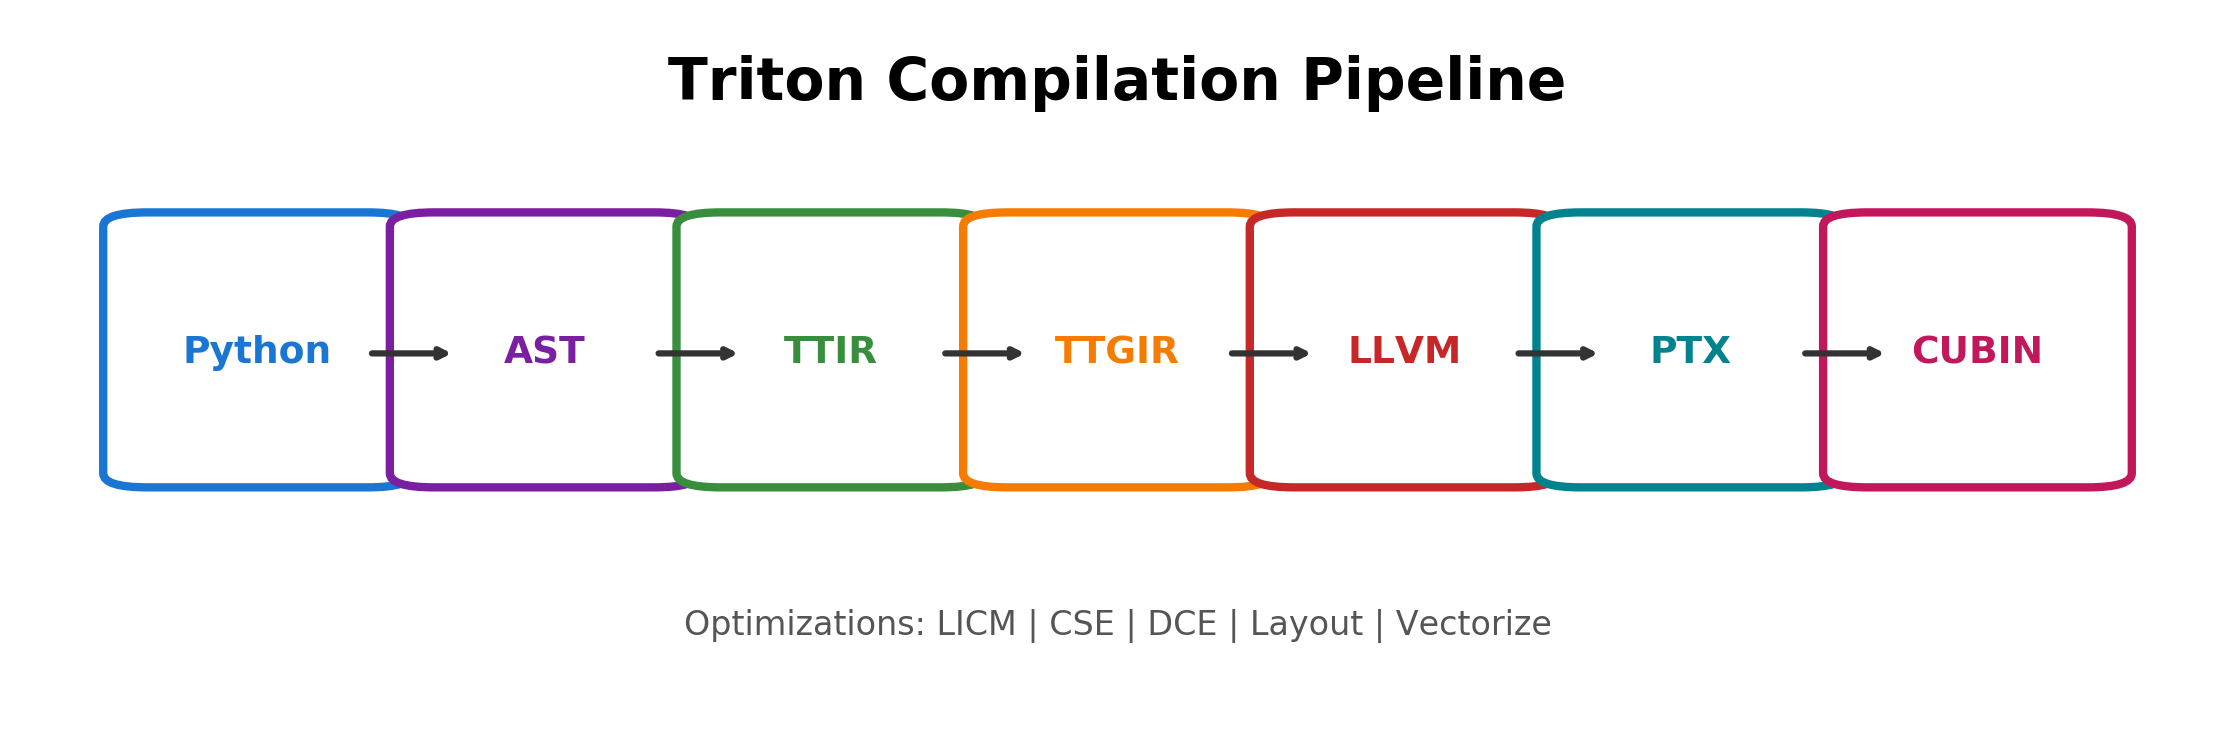 Triton Compilation Pipeline
Python
AST
TTIR
TTGIR
LLVM
PTX
CUBIN
Optimizations: LICM | CSE | DCE | Layout | Vectorize